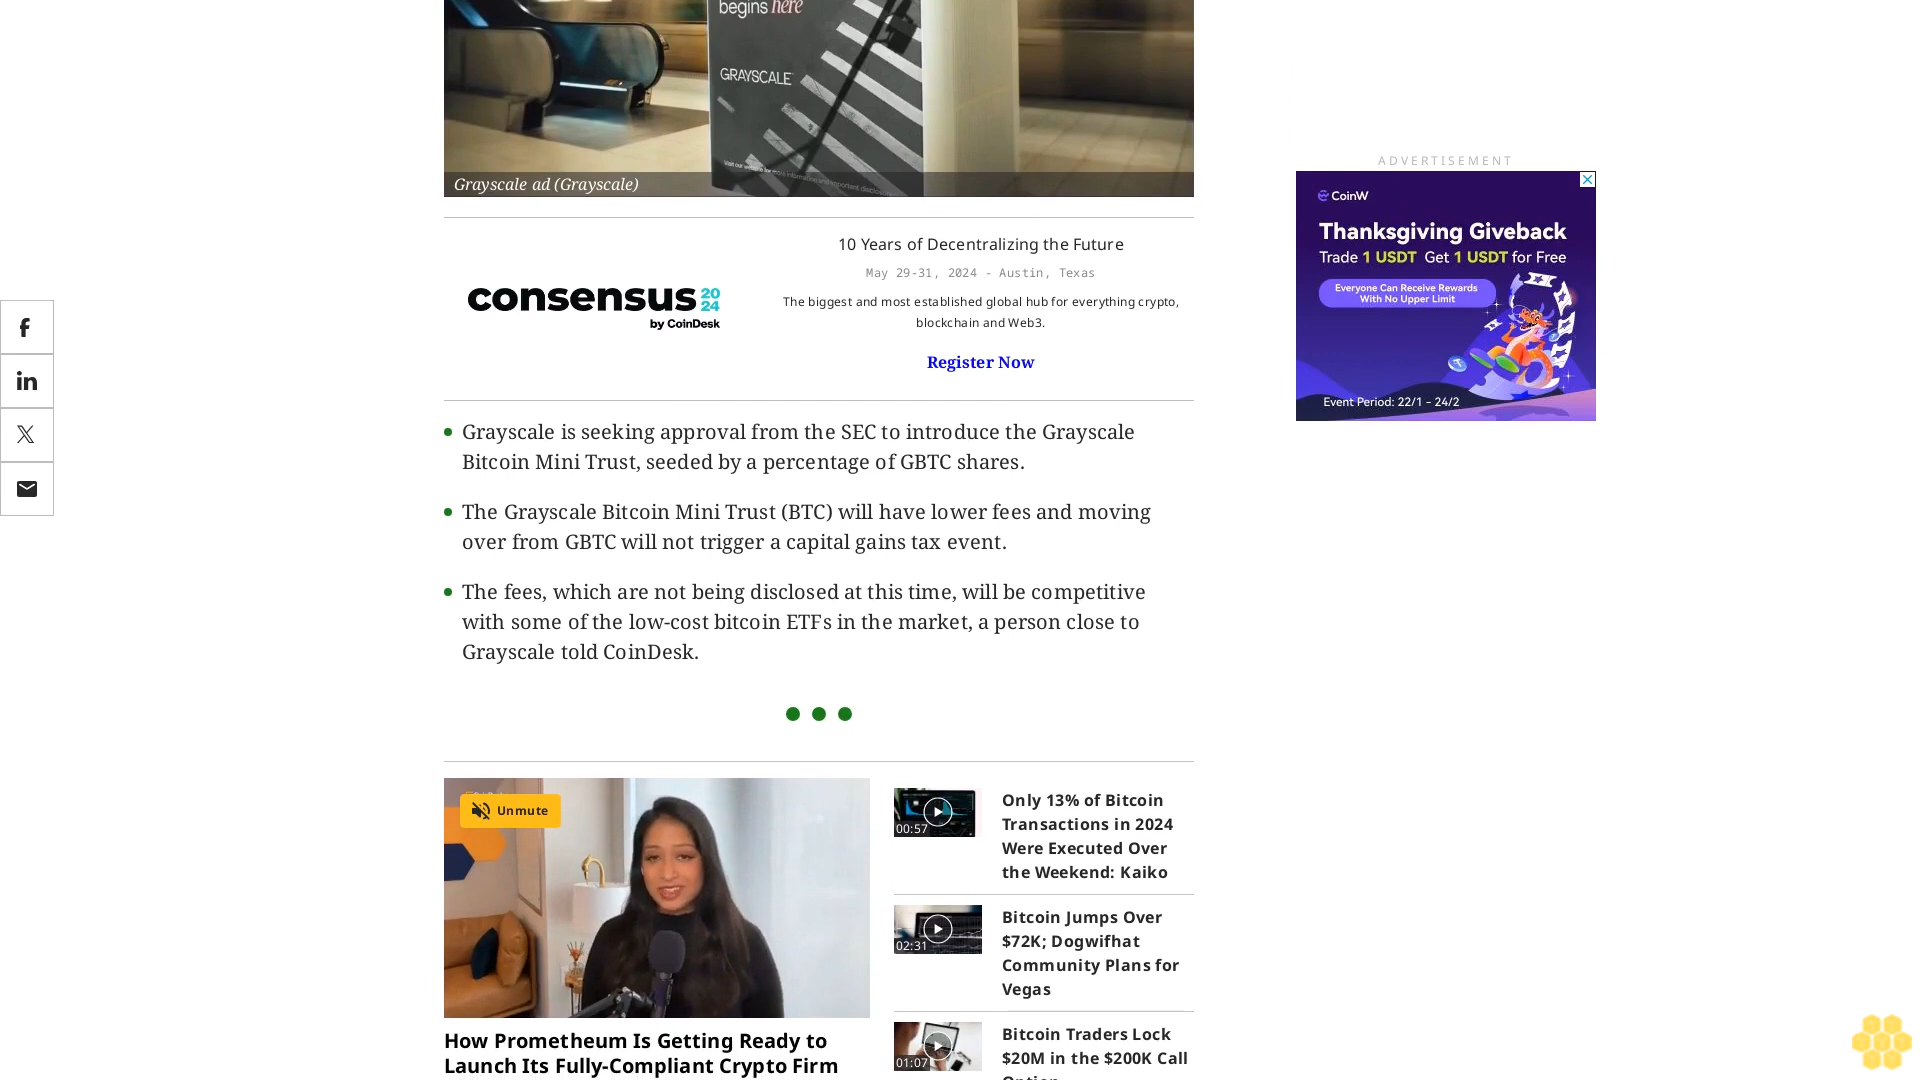 begins here
GRAYSCALE
Grayscale ad (Grayscale)
ADVERTISEMENT
CoinW
Thanksgiving Giveback
Trade 1 USDT Get 1 USDT for Free
Everyone Can Receive Rewards
With No Upper Limit
Event Period: 22/1 - 24/2
consensus 2024
by CoinDesk
10 Years of Decentralizing the Future
May 29-31, 2024 - Austin, Texas
The biggest and most established global hub for everything crypto,
blockchain and Web3.
Register Now
Grayscale is seeking approval from the SEC to introduce the Grayscale
Bitcoin Mini Trust, seeded by a percentage of GBTC shares.
The Grayscale Bitcoin Mini Trust (BTC) will have lower fees and moving
over from GBTC will not trigger a capital gains tax event.
The fees, which are not being disclosed at this time, will be competitive
with some of the low-cost bitcoin ETFs in the market, a person close to
Grayscale told CoinDesk.
Unmute
How Prometheum Is Getting Ready to
Launch Its Fully-Compliant Crypto Firm
00:57
Only 13% of Bitcoin
Transactions in 2024
Were Executed Over
the Weekend: Kaiko
02:31
Bitcoin Jumps Over
$72K; Dogwifhat
Community Plans for
Vegas
01:07
Bitcoin Traders Lock
$20M in the $200K Call